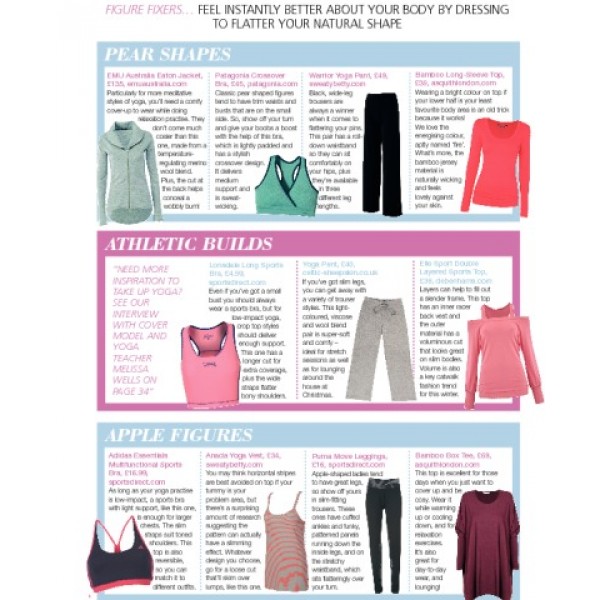 FIGURE FIXERS... FEEL INSTANTLY BETTER ABOUT YOUR BODY BY DRESSING
TO FLATTER YOUR NATURAL SHAPE
PEAR SHAPES
EMU Australia Eaton Jacket,
£135, emuaustralia.com
Particularly for more meditative
styles of yoga, you'll need a comfy
cover-up to wear while doing
relaxation practise. They
don't come much
cooler than this
one, made from a
temperature-
regulating merino
wool blend.
Plus, the cut at
the back helps
conceal a
wobbly bum!
Patagonia Crossover
Bra, £45, patagonia.com
Classic pear shaped figures
tend to have trim waists and
busts that are on the small
side. So, show off your
turn and give your boobs a boost
with the help of this bra,
which is lightly padded and
has a stylish
crossover design.
It delivers
medium
support and
is sweat-
wicking.
Warrior Yoga Pant, £49,
sweatybetty.com
Black, wide-leg
trousers are
always a
winner when
it comes to
flattering your pins.
This pair has a roll-
down waistband
so they can sit
comfortably on
your hips, plus
they're available
in three
different leg
lengths.
Bamboo Long-Sleeve Top,
asquithlondon.com
Wearing a bright colour on top if
your lower half is your least
favourite body area is an old trick
because it works!
We love the
energising colour,
aptly named 'fire'.
What's more, the
bamboo jersey
material is
naturally wicking
and feels
lovely against
your skin.
ATHLETIC BUILDS
"NEED MORE
INSPIRATION TO
TAKE UP YOGA?
SEE OUR
INTERVIEW
WITH COVER
MODEL AND
YOGA
TEACHER
MELISSA
WELLS ON
PAGE 34"
Lonsdale Long Sports
Bra, £4.99,
sportsdirect.com
Even if you've got a small
bust you should always
wear a sports bra, but for
low-impact yoga,
crop top styles
should deliver
enough support.
This one has a
longer cut for
extra coverage,
plus the wide
straps flatter
bony shoulders.
Yoga Pant, £40,
celtic-sheepskin.co.uk
If you've got slim legs,
you can get away with
a variety of trouser
styles. This light-
coloured, viscose
and wool blend
pair is super-soft
and comfy –
ideal for stretch
sessions as well
as for lounging
around the
house at
Christmas.
Elle Sport Double
Layered Sports Top,
debenhams.com
Layers can help to fill out
a slender frame. This top
has an inner racer
back vest and
the outer
material has a
voluminous cut
that looks great
on slim bodies.
Volume is also
a key catwalk
fashion trend
for this winter.
APPLE FIGURES
Adidas Essentials
Multifunctional Sports
Bra, £16.99,
sportsdirect.com
As long as your yoga practise
is low-impact, a sports bra
with light support, like this one,
is enough for larger
chests. The slim
straps suit toned
shoulders. This
top is also
reversible,
so you can
match it to
different outfits.
Yoga Vest, £34,
sweatybetty.com
You may think horizontal stripes
are best avoided on top if your
tummy is your
problem area, but
there's a surprising
amount of research
suggesting the
pattern can actually
have a slimming
effect. Whatever
design you choose,
go for a loose cut
that'll skim over
lumps, like this one.
Puma Move Leggings,
£16, sportsdirect.com
Apple-shaped ladies tend
to have great legs,
so show off yours
in slim-fitting
trousers. These
ones have cuffed
ankles and funky,
patterned panels
running down the
inside legs, and on
the stretchy
waistband, which
sits flatteringly over
your tum.
Bamboo Box Tee, £69,
asquithlondon.com
This top is excellent for those
days when you just want to
cover up and be
cosy. Wear it
while warming
up or cooling
down, and for
relaxation
exercises.
It's also
great for
day-to-day
wear, and
lounging!